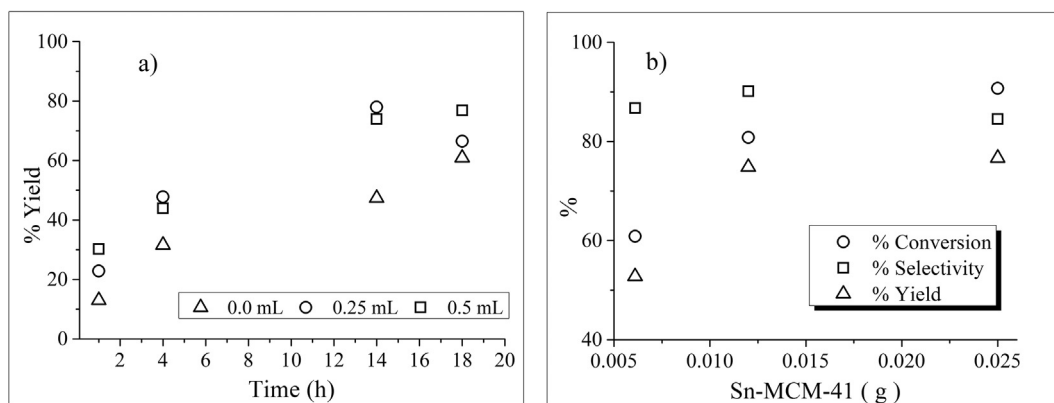 a)
% Yield
100
80
60
40
20
0
0.0 mL 0.25 mL 0.5 mL
2 4 6 8 10 12 14 16 18 20
Time (h)
b)
%
100
80
60
40
% Conversion
% Selectivity
% Yield
0.005 0.010 0.015 0.020 0.025
Sn-MCM-41 ( g )